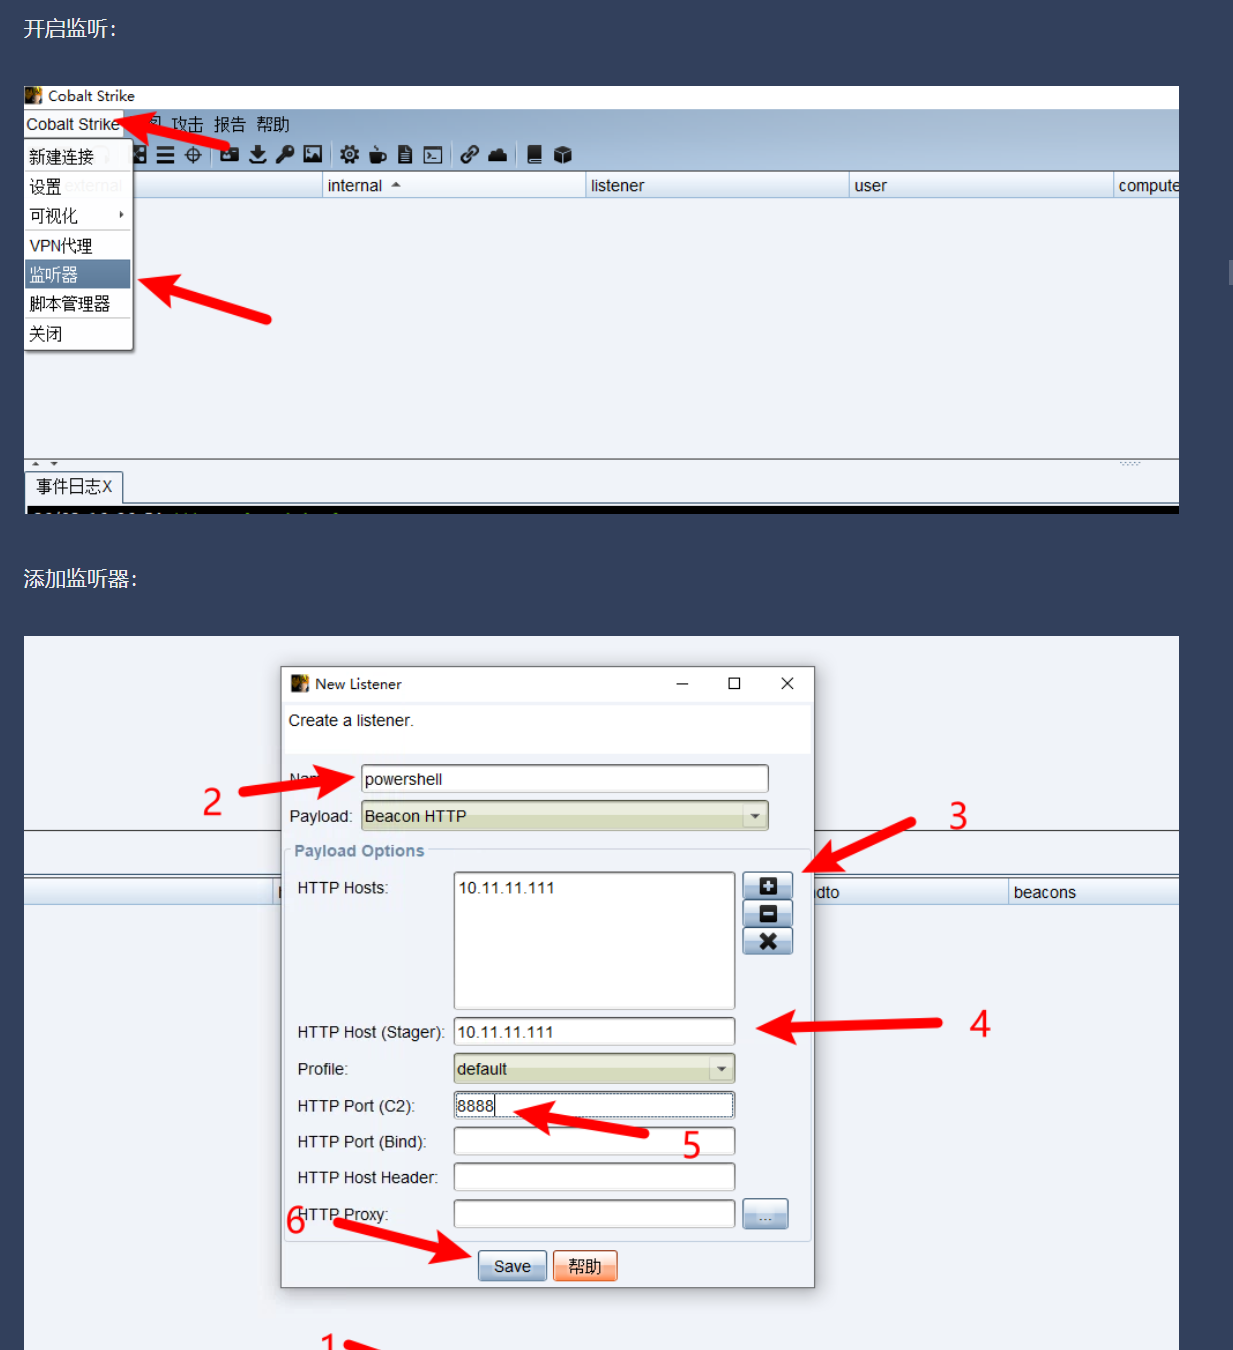 开启监听：
Cobalt Strike
Cobalt Strike 攻击 报告 帮助
新建连接
设置
external internal listener user compute
可视化
VPN代理
监听器
脚本管理器
关闭
事件日志X
添加监听器：
New Listener
Create a listener.
2 powershell
Payload: Beacon HTTP
3
Payload Options
HTTP Hosts: 10.11.11.111
dto beacons
HTTP Host (Stager): 10.11.11.111
4
Profile: default
HTTP Port (C2): 8888
5
HTTP Port (Bind):
HTTP Host Header:
6 HTTP Proxy: ...
Save 帮助
1